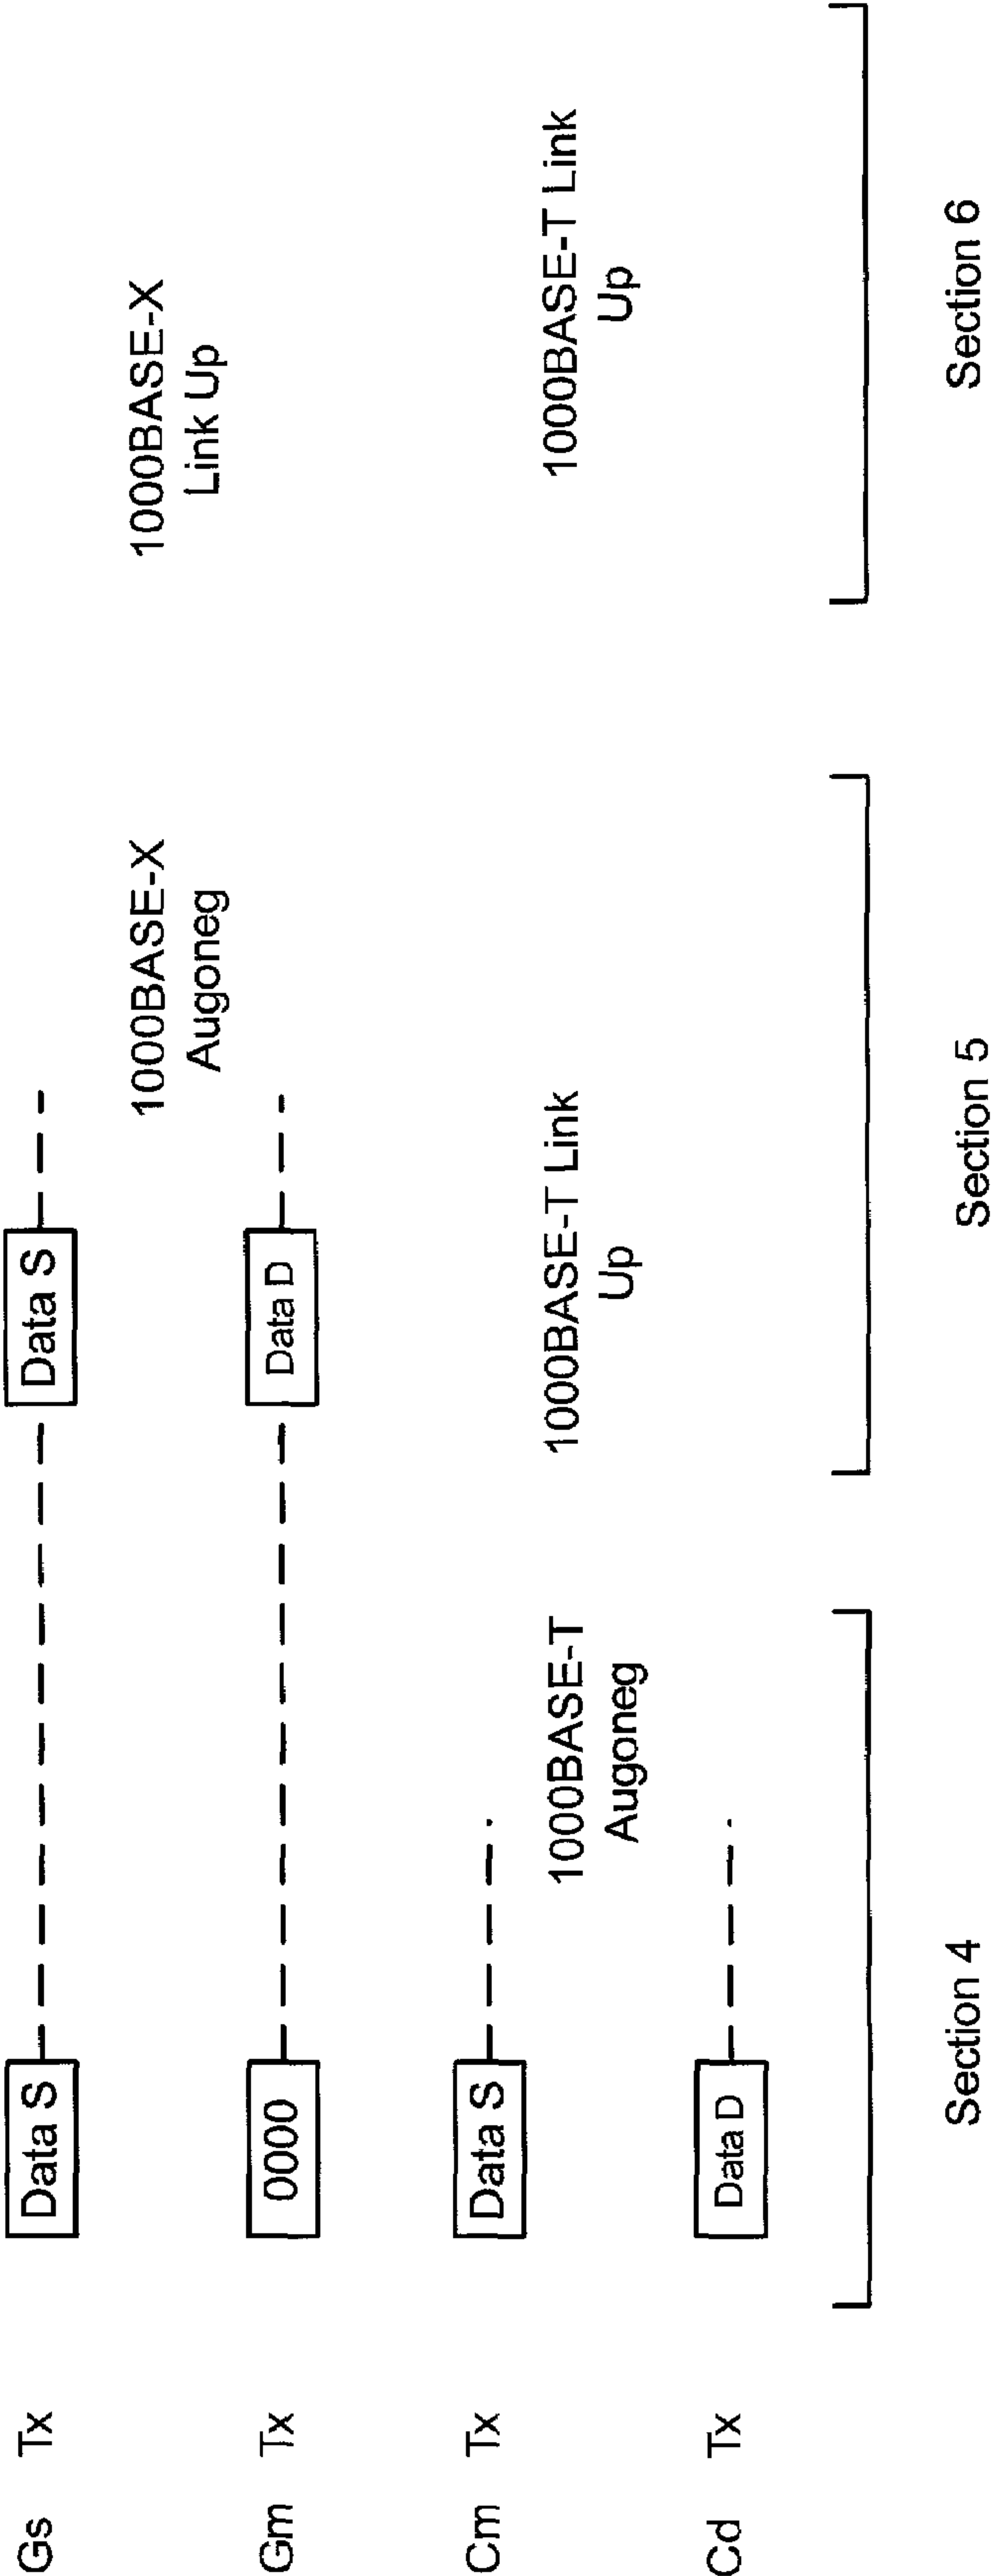 Gs Tx
Data S
Data S
1000BASE-X
Augoneg
1000BASE-X
Link Up
Gm Tx
0000
Data D
Cm Tx
Data S
1000BASE-T
Augoneg
1000BASE-T Link
Up
1000BASE-T Link
Up
Cd Tx
Data D
Section 4
Section 5
Section 6